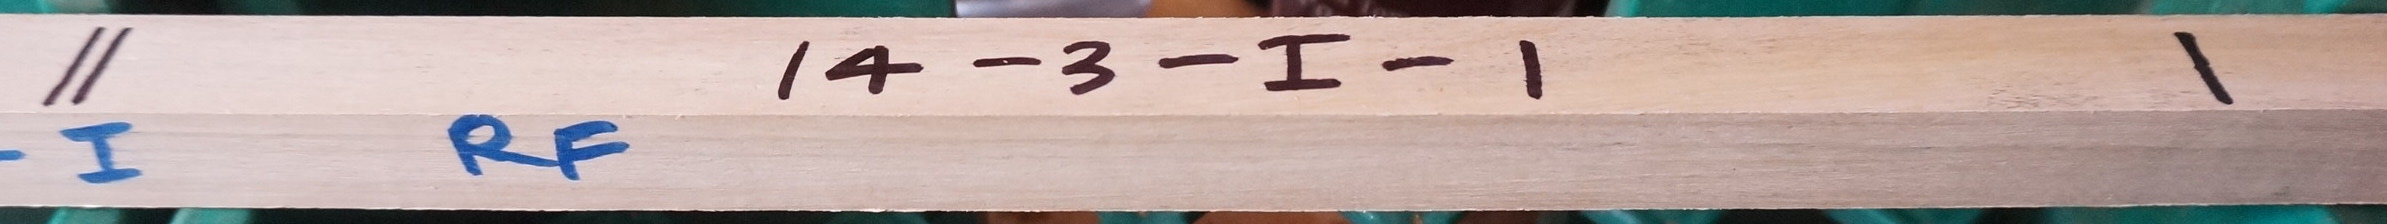 // 14-3-I-1 \
-I RF